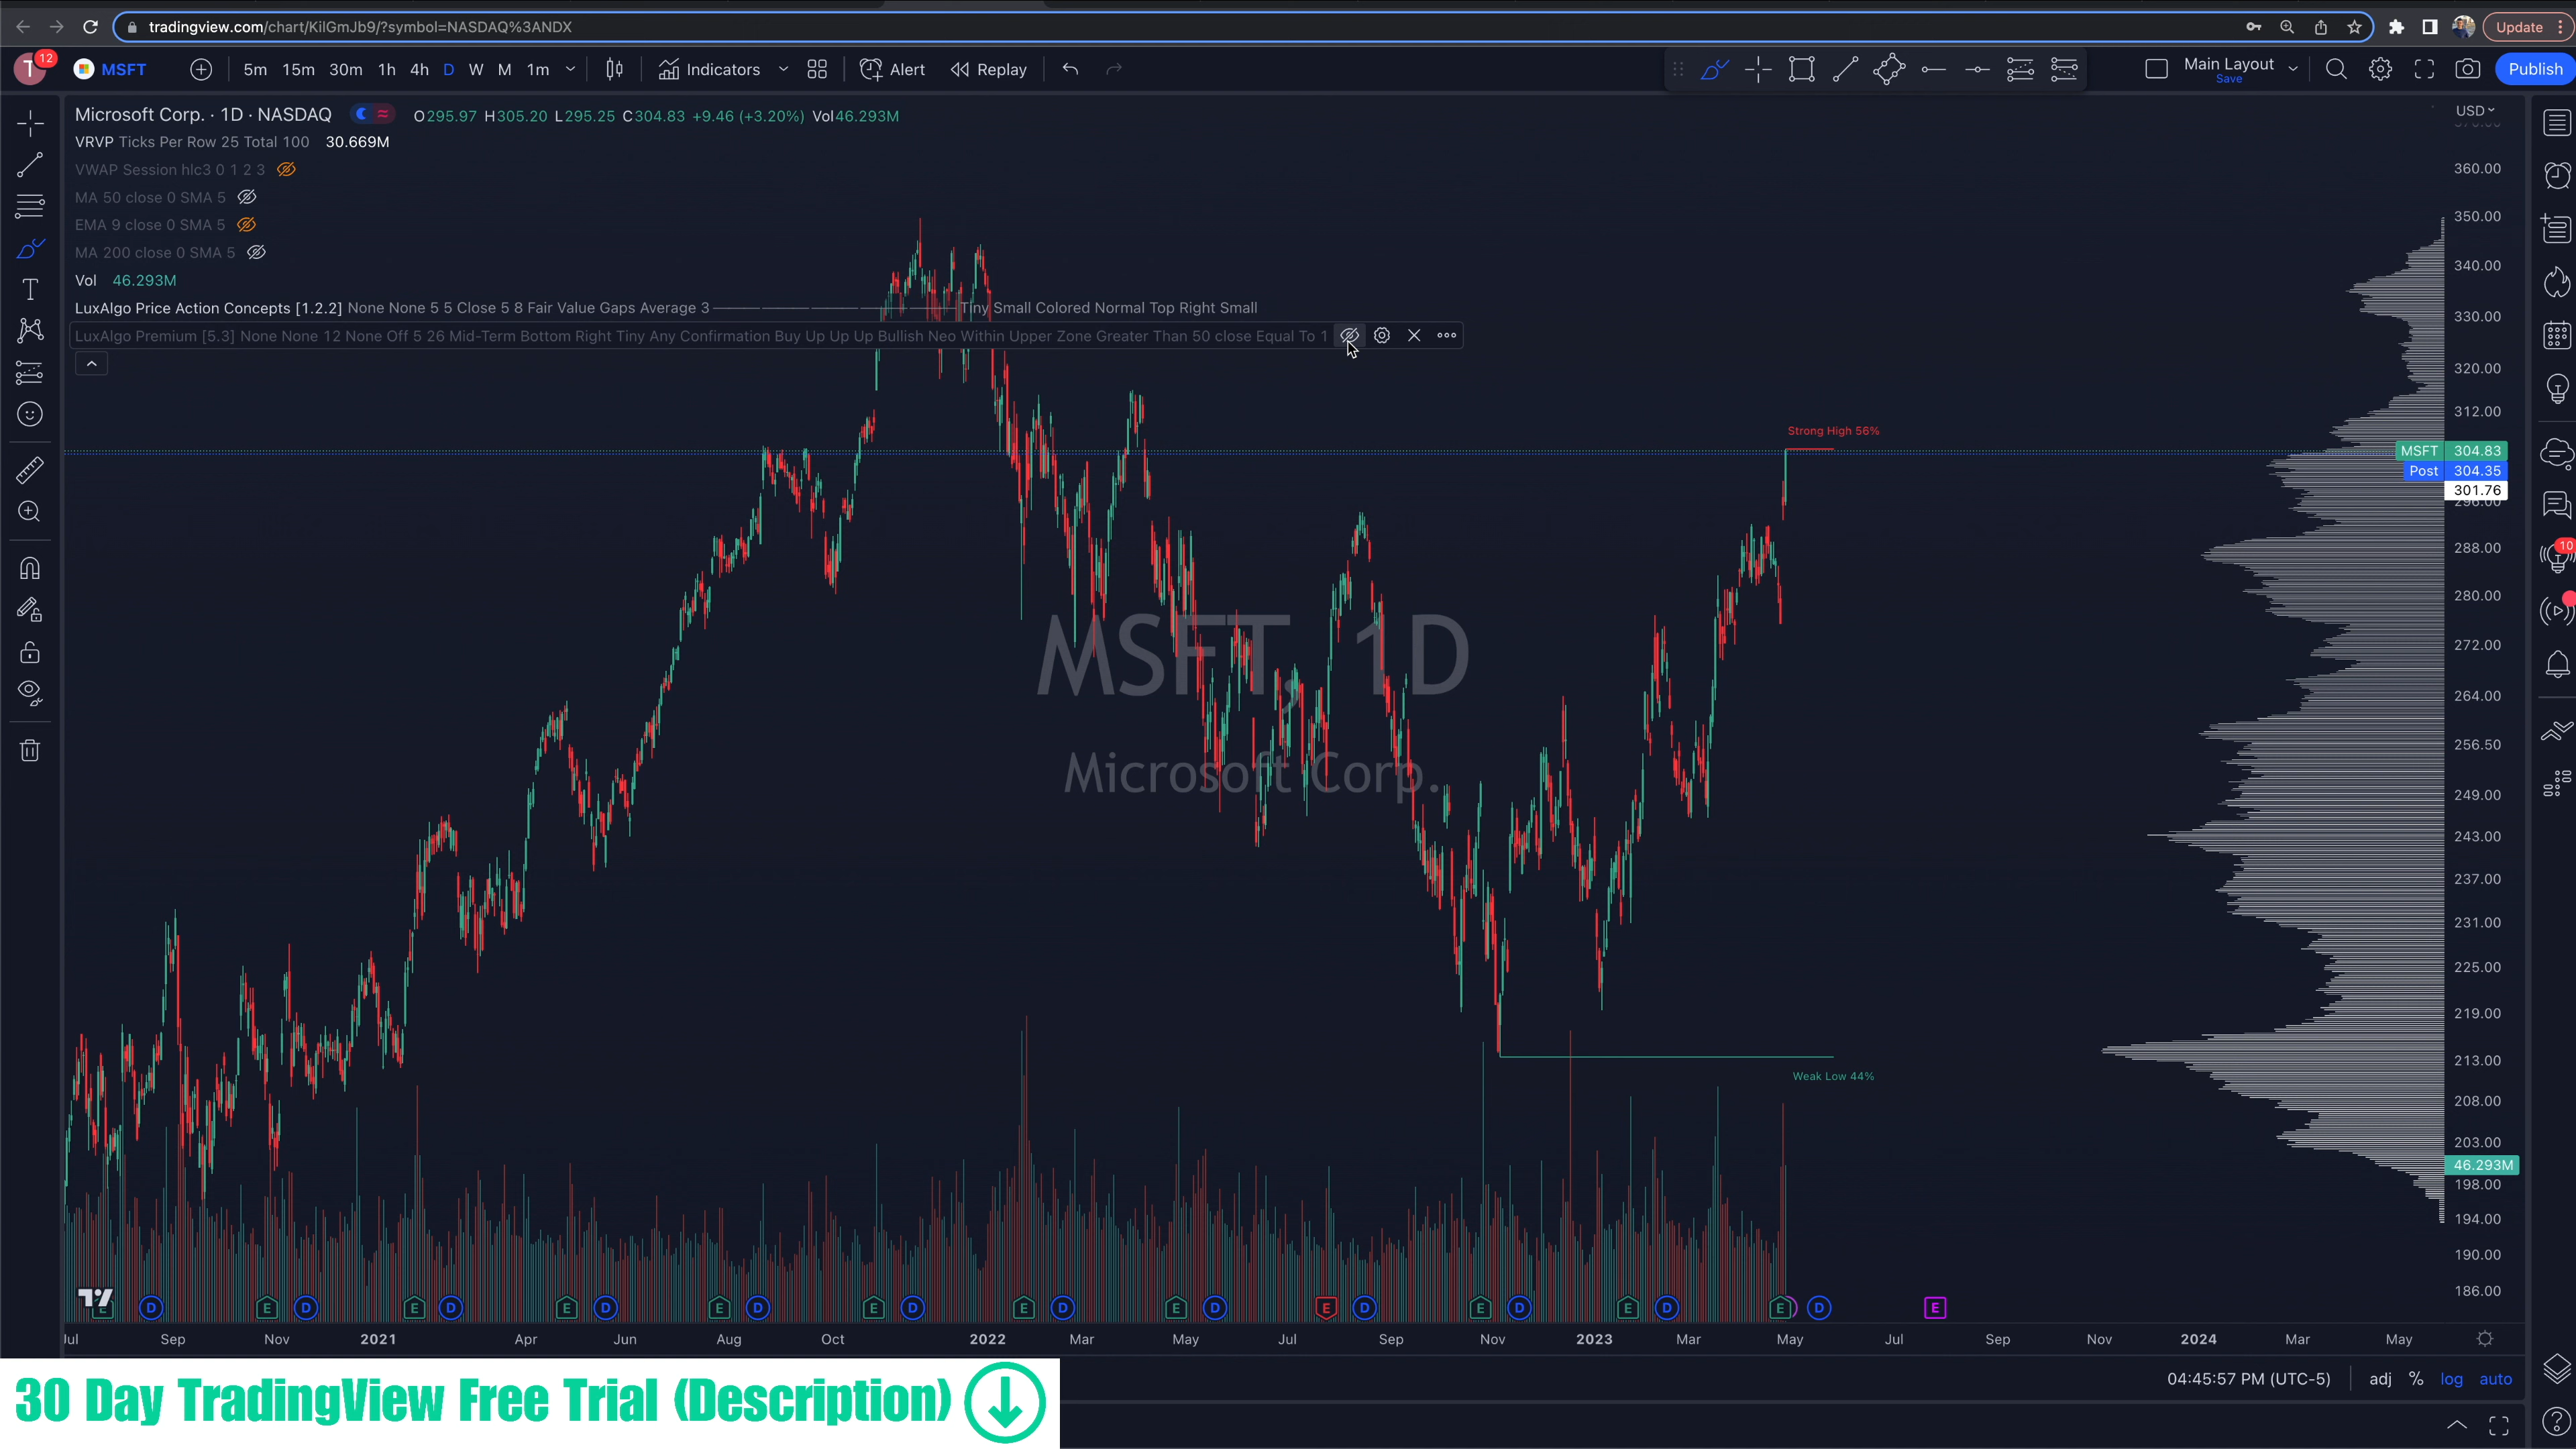 tradingview.com/chart/KilGmJb9/?symbol=NASDAQ%3ANDX
Update
T 12 MSFT 5m 15m 30m 1h 4h D W M 1m Indicators Alert Replay Main Layout Save Publish
Microsoft Corp. · 1D · NASDAQ O295.97 H305.20 L295.25 C304.83 +9.46 (+3.20%) Vol46.293M
USD
VRVP Ticks Per Row 25 Total 100 30.669M
VWAP Session hlc3 0 1 2 3
MA 50 close 0 SMA 5
EMA 9 close 0 SMA 5
MA 200 close 0 SMA 5
Vol 46.293M
LuxAlgo Price Action Concepts [1.2.2] None None 5 5 Close 5 8 Fair Value Gaps Average 3 Tiny Small Colored Normal Top Right Small
LuxAlgo Premium [5.3] None None 12 None Off 5 26 Mid-Term Bottom Right Tiny Any Confirmation Buy Up Up Up Bullish Neo Within Upper Zone Greater Than 50 close Equal To 1
360.00
350.00
340.00
330.00
320.00
312.00
Strong High 56%
MSFT 304.83
Post 304.35
301.76
288.00
10
280.00
272.00
264.00
256.50
249.00
243.00
237.00
231.00
225.00
219.00
213.00
208.00
203.00
46.293M
198.00
194.00
190.00
186.00
MSFT, 1D
Microsoft Corp.
Weak Low 44%
E D E D E D E D E D E D E D E D E D E D E D E D E
Jul Sep Nov 2021 Apr Jun Aug Oct 2022 Mar May Jul Sep Nov 2023 Mar May Jul Sep Nov 2024 Mar May
04:45:57 PM (UTC-5) adj % log auto
30 Day TradingView Free Trial (Description)